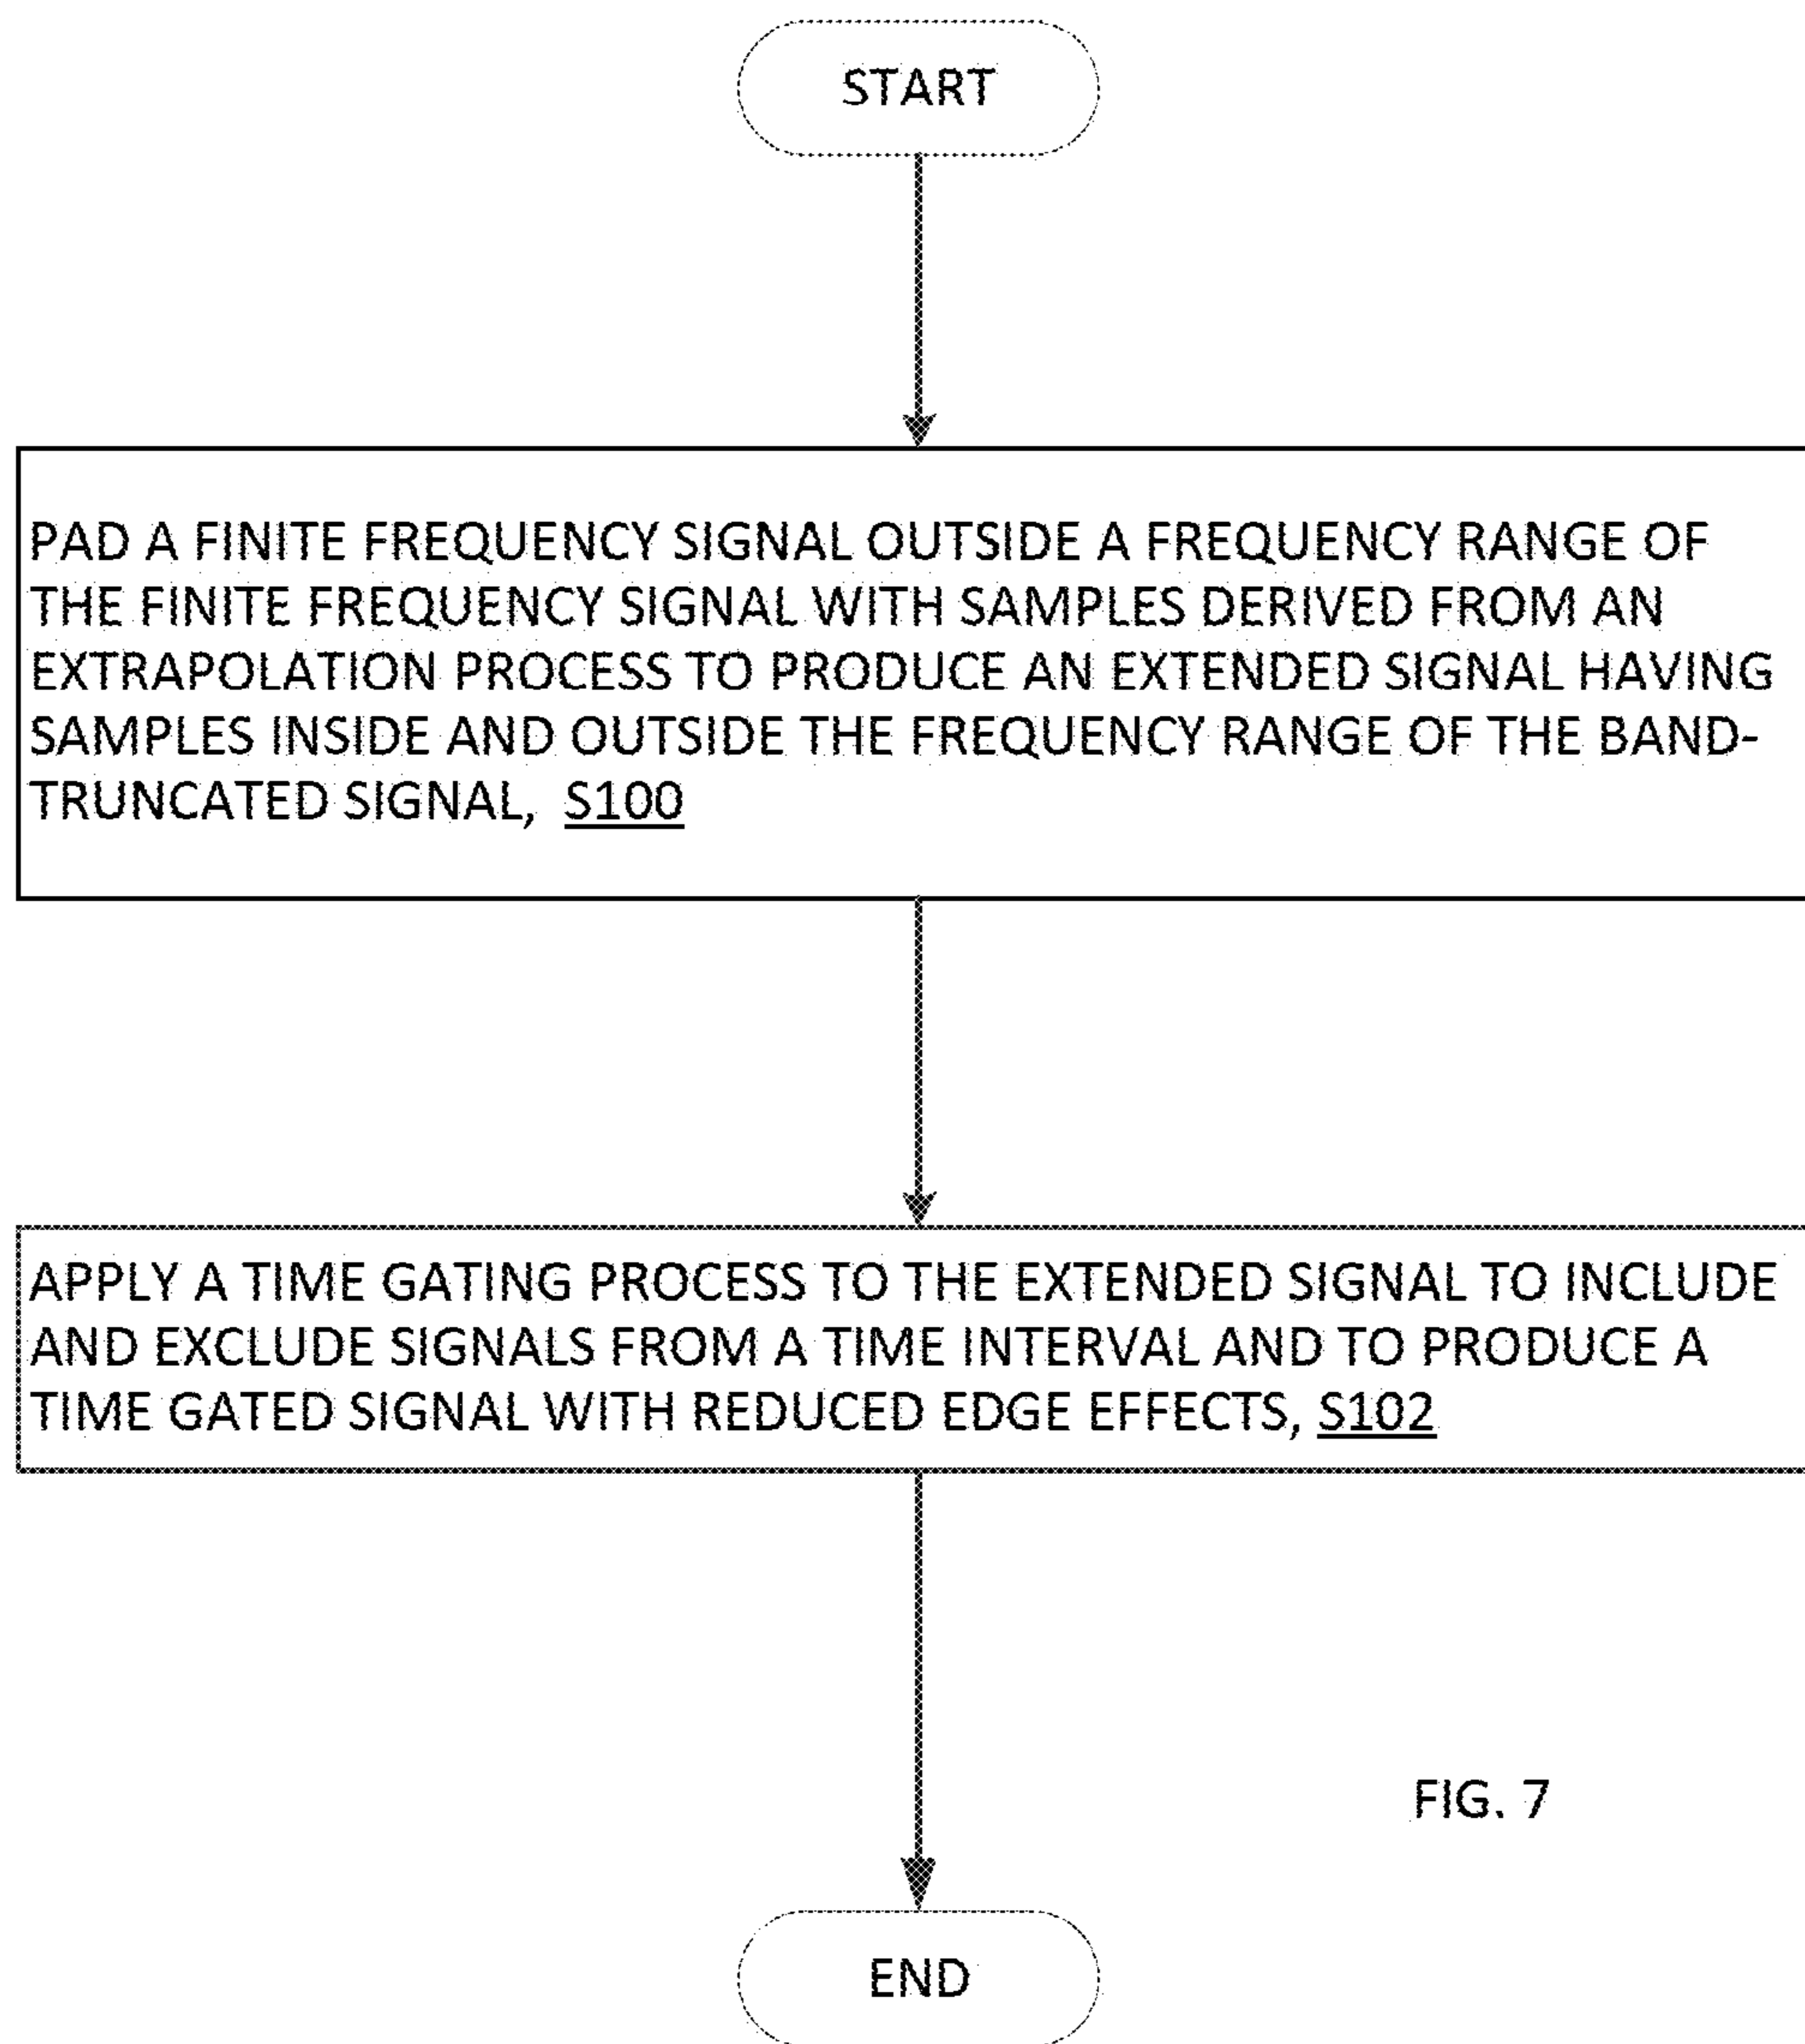 START
PAD A FINITE FREQUENCY SIGNAL OUTSIDE A FREQUENCY RANGE OF
THE FINITE FREQUENCY SIGNAL WITH SAMPLES DERIVED FROM AN
EXTRAPOLATION PROCESS TO PRODUCE AN EXTENDED SIGNAL HAVING
SAMPLES INSIDE AND OUTSIDE THE FREQUENCY RANGE OF THE BAND-
TRUNCATED SIGNAL, S100
APPLY A TIME GATING PROCESS TO THE EXTENDED SIGNAL TO INCLUDE
AND EXCLUDE SIGNALS FROM A TIME INTERVAL AND TO PRODUCE A
TIME GATED SIGNAL WITH REDUCED EDGE EFFECTS, S102
FIG. 7
END